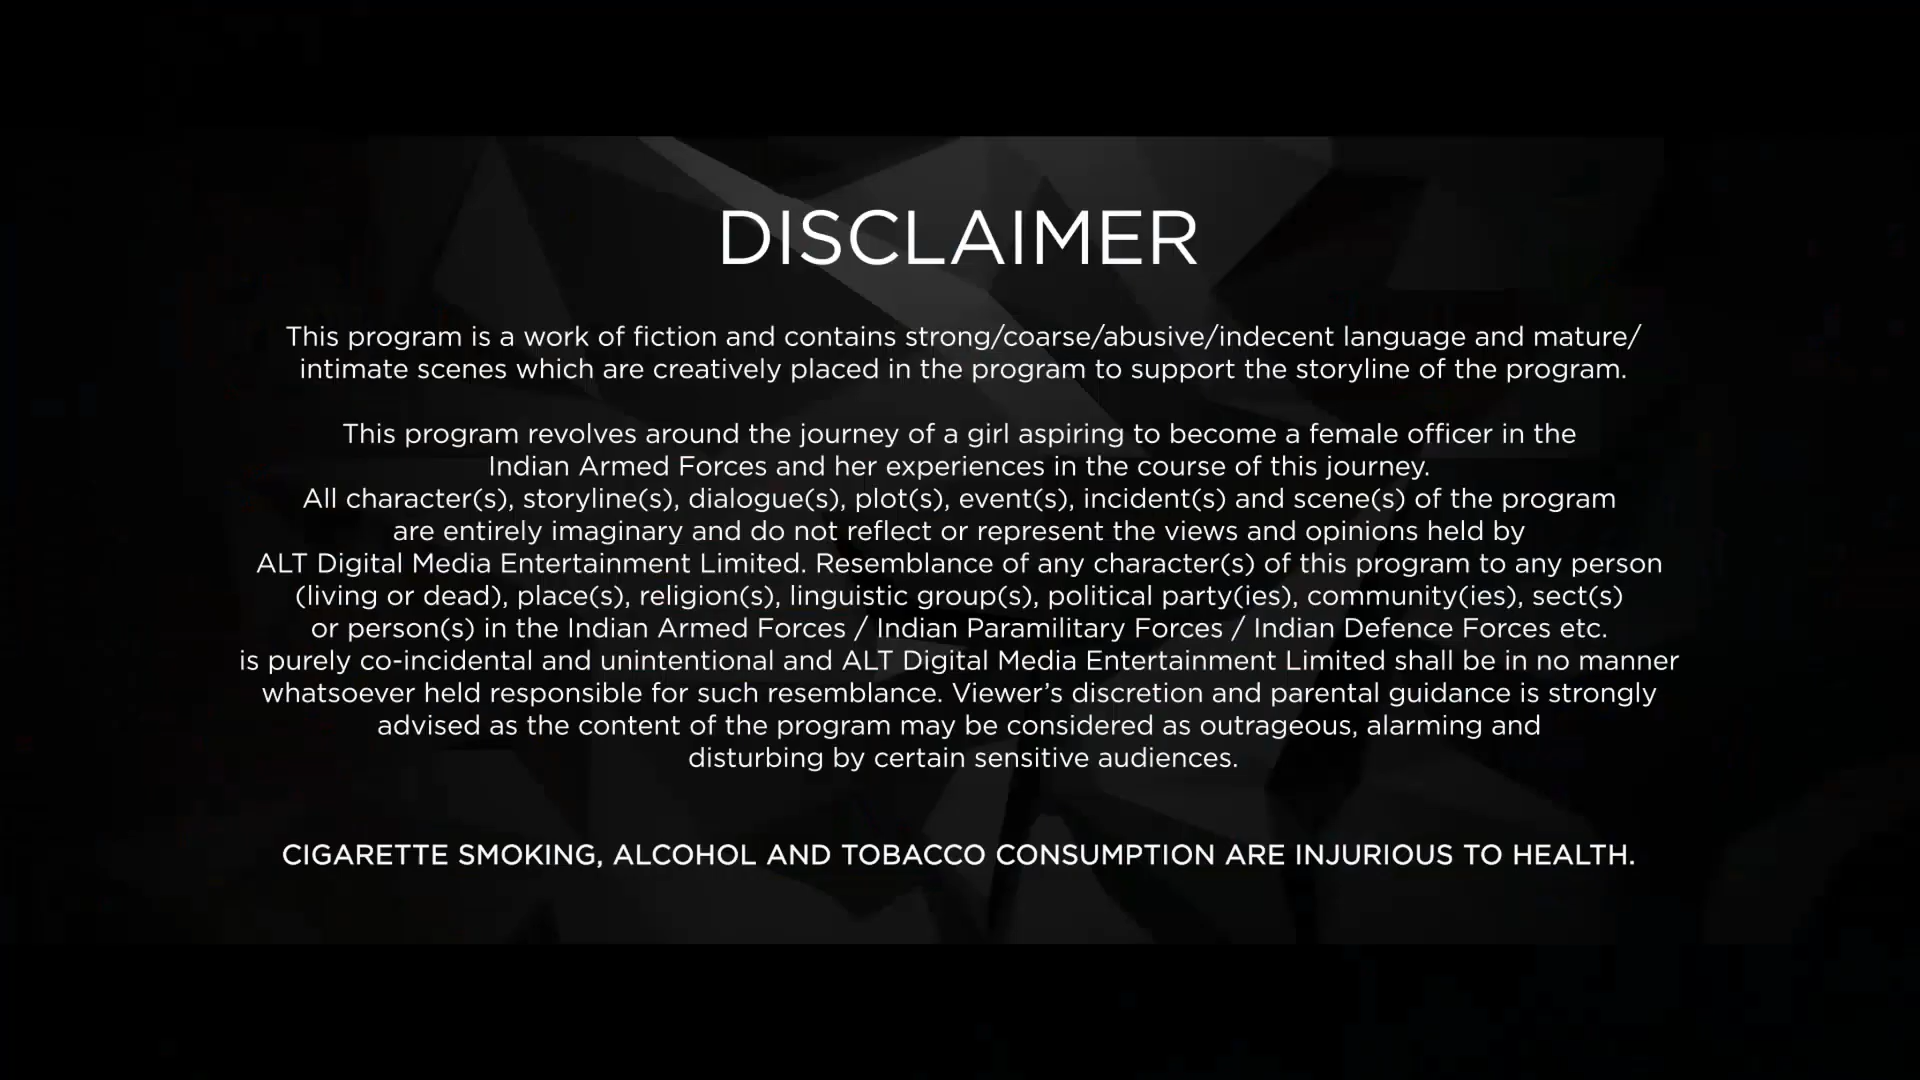 DISCLAIMER
This program is a work of fiction and contains strong/coarse/abusive/indecent language and mature/
intimate scenes which are creatively placed in the program to support the storyline of the program.
This program revolves around the journey of a girl aspiring to become a female officer in the
Indian Armed Forces and her experiences in the course of this journey.
All character(s), storyline(s), dialogue(s), plot(s), event(s), incident(s) and scene(s) of the program
are entirely imaginary and do not reflect or represent the views and opinions held by
ALT Digital Media Entertainment Limited. Resemblance of any character(s) of this program to any person
(living or dead), place(s), religion(s), linguistic group(s), political party(ies), community(ies), sect(s)
or person(s) in the Indian Armed Forces / Indian Paramilitary Forces / Indian Defence Forces etc.
is purely co-incidental and unintentional and ALT Digital Media Entertainment Limited shall be in no manner
whatsoever held responsible for such resemblance. Viewer’s discretion and parental guidance is strongly
advised as the content of the program may be considered as outrageous, alarming and
disturbing by certain sensitive audiences.
CIGARETTE SMOKING, ALCOHOL AND TOBACCO CONSUMPTION ARE INJURIOUS TO HEALTH.